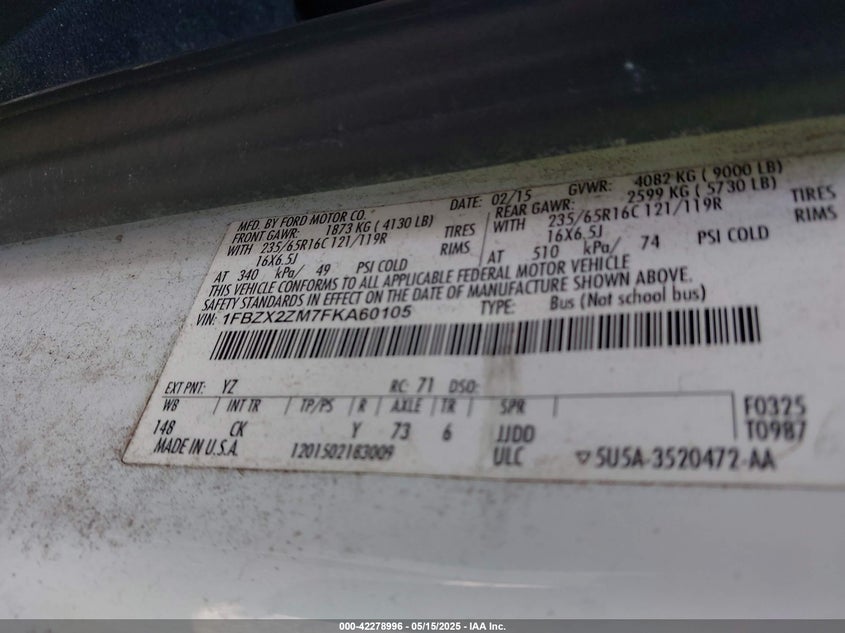 MFD. BY FORD MOTOR CO. DATE: 02/15 GVWR: 4082 KG ( 9000 LB)
FRONT GAWR: 1873 KG ( 4130 LB) REAR GAWR: 2599 KG ( 5730 LB)
WITH 235/65R16C 121/119R TIRES WITH 235/65R16C 121/119R TIRES
16X6.5J RIMS 16X6.5J RIMS
AT 340 kPa/ 49 PSI COLD AT 510 kPa/ 74 PSI COLD
THIS VEHICLE CONFORMS TO ALL APPLICABLE FEDERAL MOTOR VEHICLE
SAFETY STANDARDS IN EFFECT ON THE DATE OF MANUFACTURE SHOWN ABOVE.
VIN: 1FBZX2ZM7FKA60105 TYPE: Bus (Not school bus)
EXT PNT: YZ RC: 71 DSO:
WB INT TR TP/PS R AXLE TR SPR F0325
148 CK Y 73 6 JJDD T0987
MADE IN U.S.A. 1201502183009 ULC 5U5A-3520472-AA
000-42278996 - 05/15/2025 - IAA Inc.